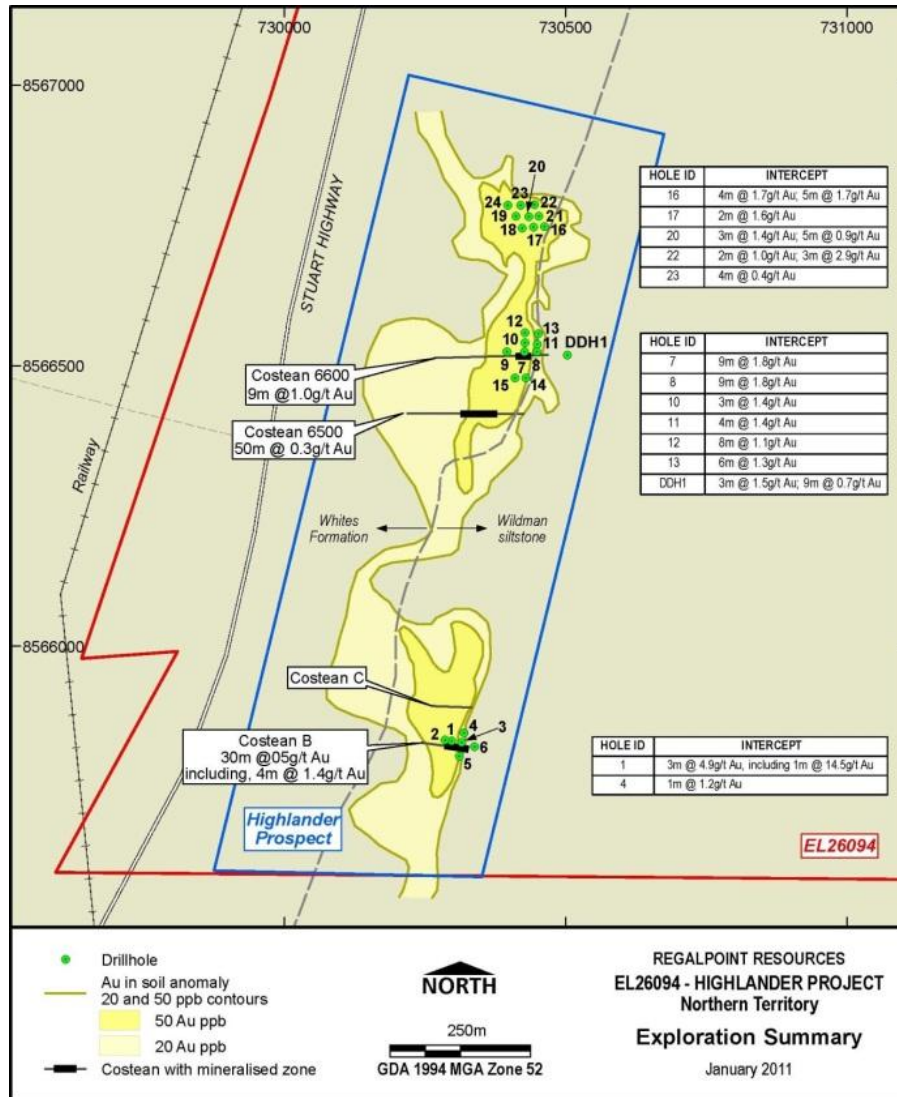 730000
730500
731000
8567000
STUART HIGHWAY
20
23
24
22
19
21
18
17
16
HOLE ID INTERCEPT
16 4m @ 1.7g/t Au; 5m @ 1.7g/t Au
17 2m @ 1.6g/t Au
20 3m @ 1.4g/t Au; 5m @ 0.9g/t Au
22 2m @ 1.0g/t Au; 3m @ 2.9g/t Au
23 4m @ 0.4g/t Au
12
13
10
11
DDH1
9
7
8
15
14
8566500
Costean 6600
9m @1.0g/t Au
Costean 6500
50m @ 0.3g/t Au
HOLE ID INTERCEPT
7 9m @ 1.8g/t Au
8 9m @ 1.8g/t Au
10 3m @ 1.4g/t Au
11 4m @ 1.4g/t Au
12 8m @ 1.1g/t Au
13 6m @ 1.3g/t Au
DDH1 3m @ 1.5g/t Au; 9m @ 0.7g/t Au
Railway
Whites
Formation
Wildman
siltstone
8566000
Costean C
Costean B
30m @05g/t Au
including, 4m @ 1.4g/t Au
2
1
4
3
6
5
HOLE ID INTERCEPT
1 3m @ 4.9g/t Au, including 1m @ 14.5g/t Au
4 1m @ 1.2g/t Au
Highlander
Prospect
EL26094
Drillhole
Au in soil anomaly
20 and 50 ppb contours
50 Au ppb
20 Au ppb
Costean with mineralised zone
NORTH
250m
GDA 1994 MGA Zone 52
REGALPOINT RESOURCES
EL26094 - HIGHLANDER PROJECT
Northern Territory
Exploration Summary
January 2011